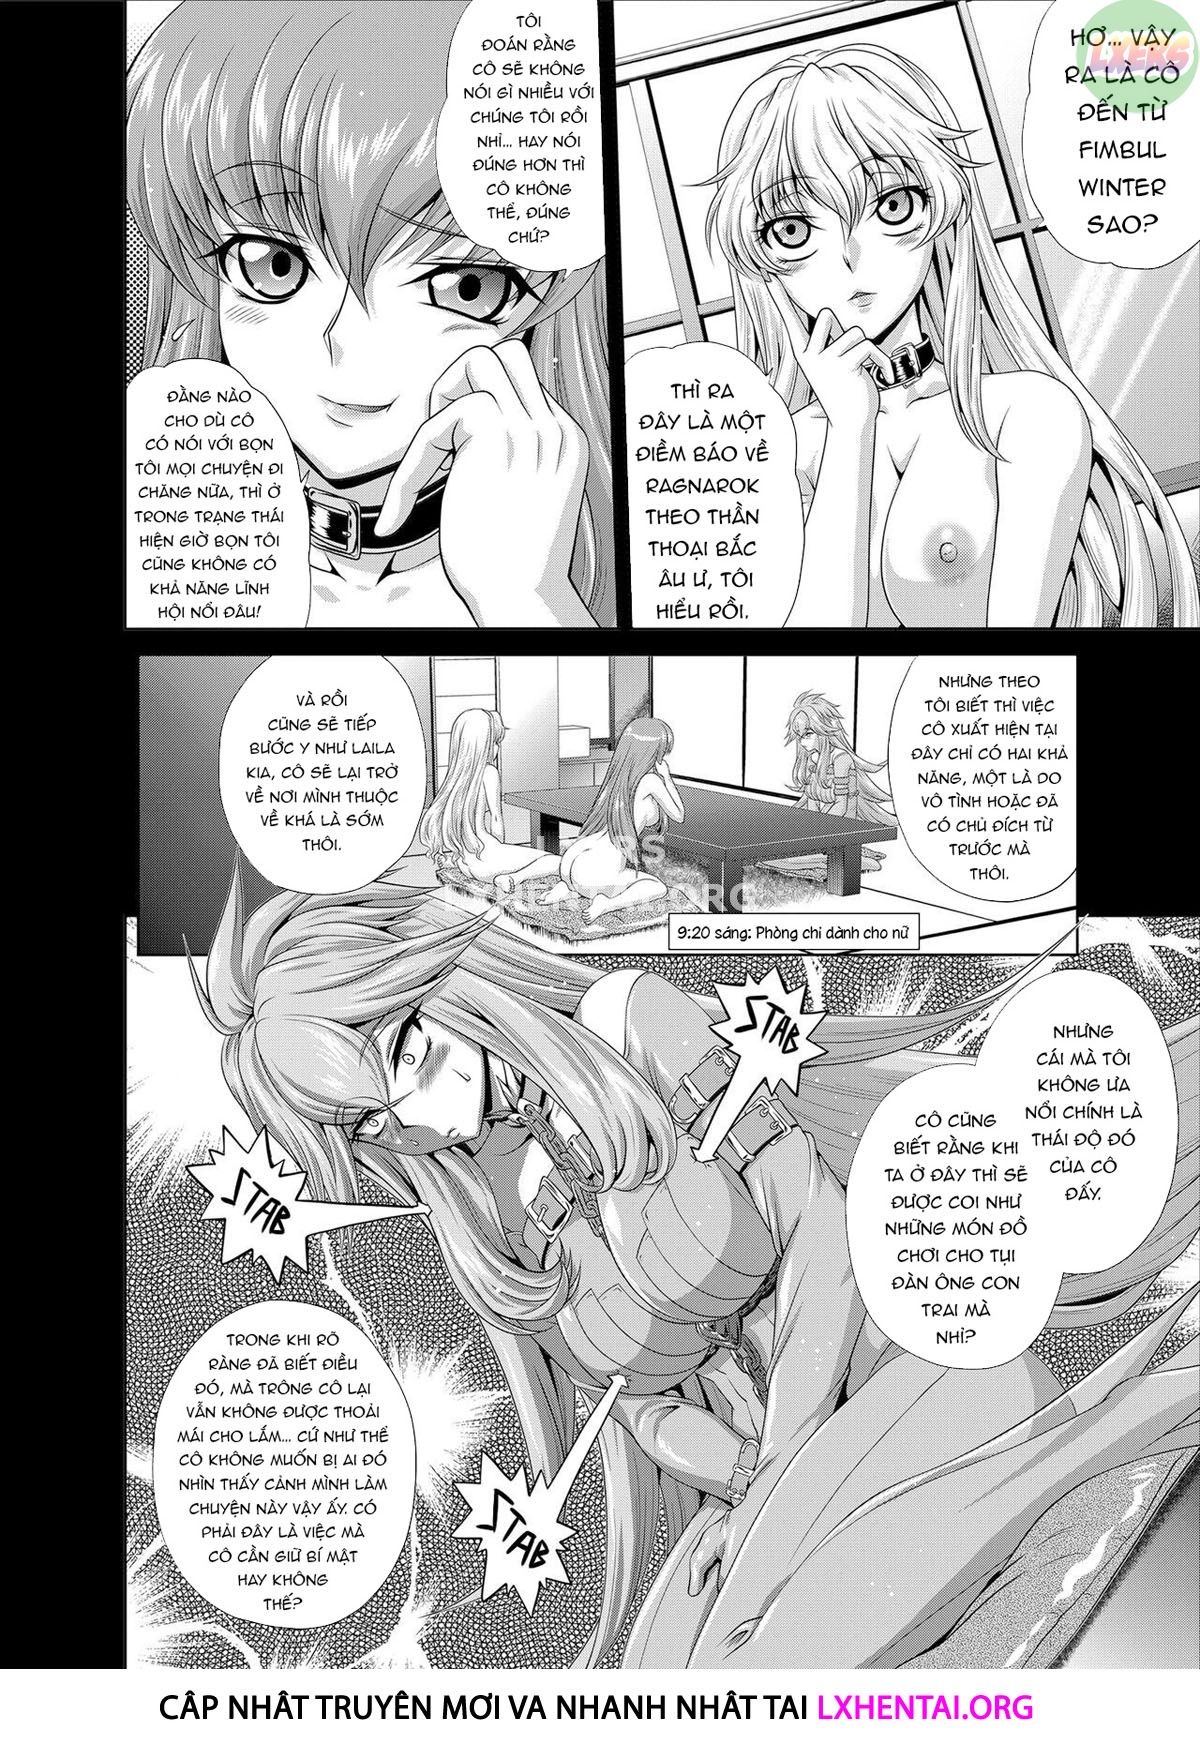 HƠ... VẬY
RA LÀ CÔ
ĐẾN TỪ
FIMBUL
WINTER
SAO?
LXERS
THÌ RA
ĐÂY LÀ MỘT
ĐIỀM BÁO VỀ
RAGNAROK
THEO THẦN
THOẠI BẮC
ÂU Ư, TÔI
HIỂU RỒI.
TÔI
ĐOÁN RẰNG
CÔ SẼ KHÔNG
NÓI GÌ NHIỀU VỚI
CHÚNG TÔI RỒI
NHỈ... HAY NÓI
ĐÚNG HƠN THÌ
CÔ KHÔNG
THỂ, ĐÚNG
CHỨ?
ĐẰNG NÀO
CHO DÙ CÔ
CÓ NÓI VỚI BỌN
TÔI MỌI CHUYỆN ĐI
CHĂNG NỮA, THÌ Ở
TRONG TRẠNG THÁI
HIỆN GIỜ BỌN TÔI
CŨNG KHÔNG CÓ
KHẢ NĂNG LĨNH
HỘI NỔI ĐÂU!
NHƯNG THEO
TÔI BIẾT THÌ VIỆC
CÔ XUẤT HIỆN TẠI
ĐÂY CHỈ CÓ HAI KHẢ
NĂNG, MỘT LÀ DO
VÔ TÌNH HOẶC ĐÃ
CÓ CHỦ ĐÍCH TỪ
TRƯỚC MÀ
THÔI.
VÀ RỒI
CŨNG SẼ TIẾP
BƯỚC Y NHƯ LAILA
KIA, CÔ SẼ LẠI TRỞ
VỀ NƠI MÌNH THUỘC
VỀ KHÁ LÀ SỚM
THÔI.
LXERS
LXHENTAI.ORG
9:20 sáng: Phòng chỉ dành cho nữ
NHƯNG
CÁI MÀ TÔI
KHÔNG ƯA
NỔI CHÍNH LÀ
THÁI ĐỘ ĐÓ
CỦA CÔ
ĐẤY.
CÔ CŨNG
BIẾT RẰNG KHI
TA Ở ĐÂY THÌ SẼ
ĐƯỢC COI NHƯ
NHỮNG MÓN ĐỒ
CHƠI CHO TỤI
ĐÀN ÔNG CON
TRAI MÀ
NHỈ?
STAB
STAB
STAB
TRONG KHI RÕ
RÀNG ĐÃ BIẾT ĐIỀU
ĐÓ, MÀ TRÔNG CÔ LẠI
VẪN KHÔNG ĐƯỢC THOẢI
MÁI CHO LẮM... CỨ NHƯ THỂ
CÔ KHÔNG MUỐN BỊ AI ĐÓ
NHÌN THẤY CẢNH MÌNH LÀM
CHUYỆN NÀY VẬY ẤY. CÓ
PHẢI ĐÂY LÀ VIỆC MÀ
CÔ CẦN GIỮ BÍ MẬT
HAY KHÔNG
THẾ?
CÂP NHÂT TRUYÊN MƠI VA NHANH NHÂT TAI LXHENTAI.ORG